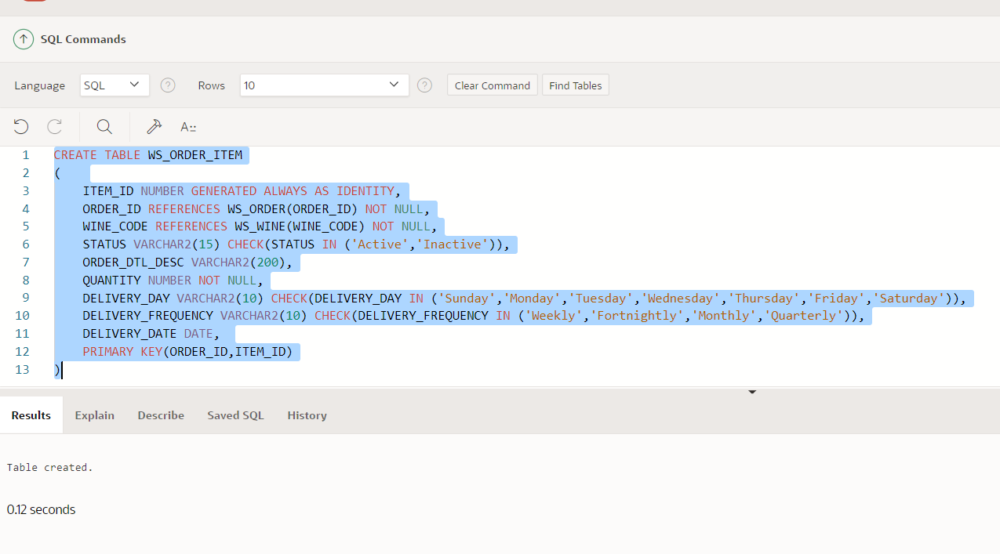 SQL Commands
Language SQL ? Rows 10 ? Clear Command Find Tables
A::
1 CREATE TABLE WS_ORDER_ITEM
2 (
3 ITEM_ID NUMBER GENERATED ALWAYS AS IDENTITY,
4 ORDER_ID REFERENCES WS_ORDER(ORDER_ID) NOT NULL,
5 WINE_CODE REFERENCES WS_WINE(WINE_CODE) NOT NULL,
6 STATUS VARCHAR2(15) CHECK(STATUS IN ('Active','Inactive')),
7 ORDER_DTL_DESC VARCHAR2(200),
8 QUANTITY NUMBER NOT NULL,
9 DELIVERY_DAY VARCHAR2(10) CHECK(DELIVERY_DAY IN ('Sunday','Monday','Tuesday','Wednesday','Thursday','Friday','Saturday')),
10 DELIVERY_FREQUENCY VARCHAR2(10) CHECK(DELIVERY_FREQUENCY IN ('Weekly','Fortnightly','Monthly','Quarterly')),
11 DELIVERY_DATE DATE,
12 PRIMARY KEY(ORDER_ID,ITEM_ID)
13 )
Results Explain Describe Saved SQL History
Table created.
0.12 seconds